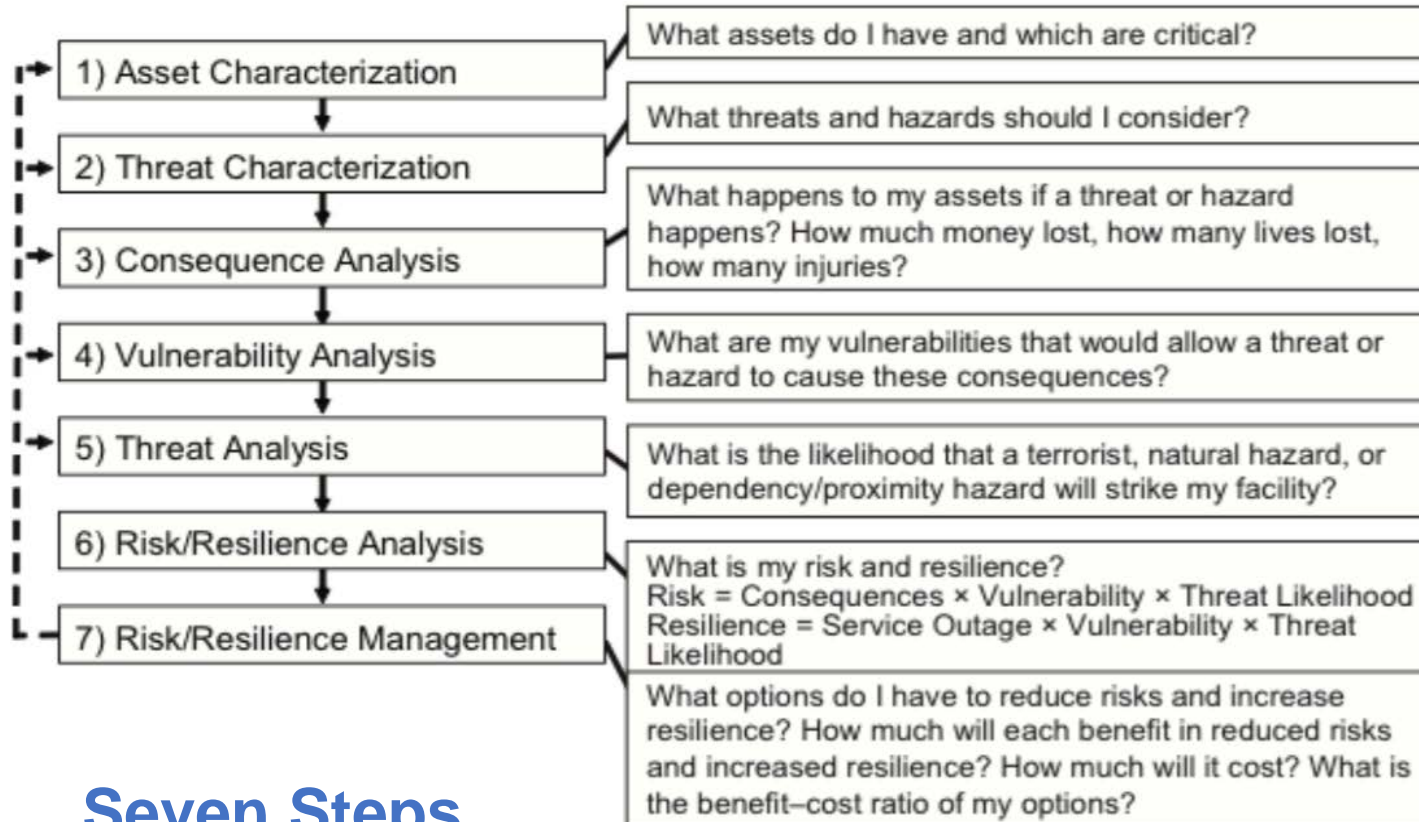 1) Asset Characterization
What assets do I have and which are critical?
2) Threat Characterization
What threats and hazards should I consider?
3) Consequence Analysis
What happens to my assets if a threat or hazard
happens? How much money lost, how many lives lost,
how many injuries?
4) Vulnerability Analysis
What are my vulnerabilities that would allow a threat or
hazard to cause these consequences?
5) Threat Analysis
What is the likelihood that a terrorist, natural hazard, or
dependency/proximity hazard will strike my facility?
6) Risk/Resilience Analysis
What is my risk and resilience?
Risk = Consequences × Vulnerability × Threat Likelihood
Resilience = Service Outage × Vulnerability × Threat
Likelihood
7) Risk/Resilience Management
What options do I have to reduce risks and increase
resilience? How much will each benefit in reduced risks
and increased resilience? How much will it cost? What is
the benefit–cost ratio of my options?
Seven Steps